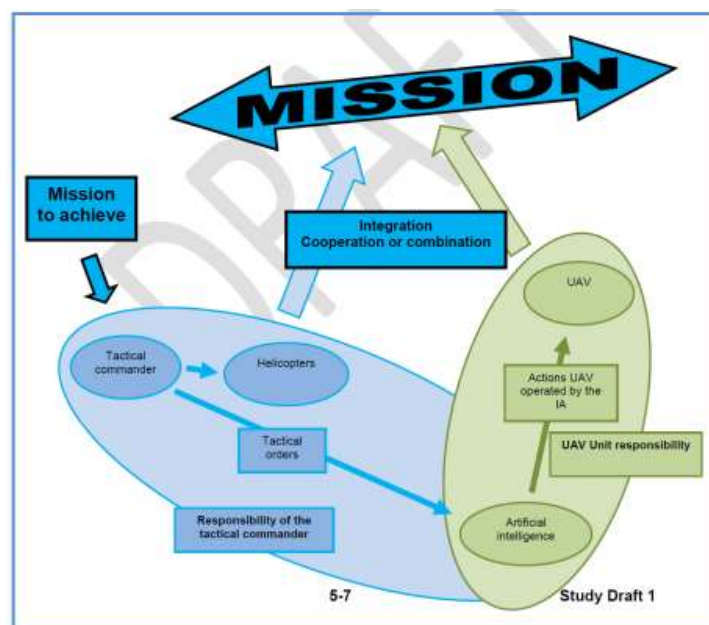 DRAFT
MISSION
Mission
to achieve
Integration
Cooperation or combination
UAV
Tactical
commander
Helicopters
Actions UAV
operated by the
IA
Tactical
orders
UAV Unit responsibility
Responsibility of the
tactical commander
Artificial
intelligence
5-7
Study Draft 1